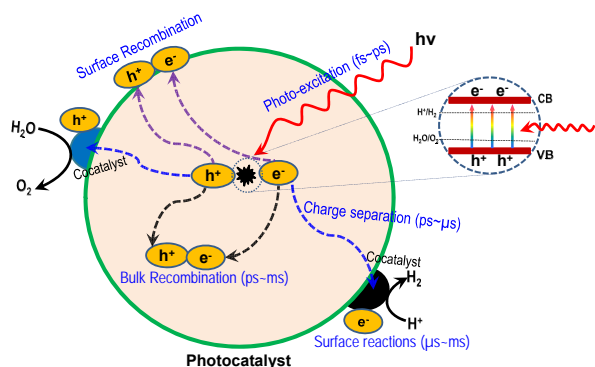 Surface Recombination
h⁺
e⁻
hv
Photo-excitation (fs~ps)
e⁻ e⁻
CB
H⁺/H₂
H₂O/O₂
h⁺ h⁺
VB
h⁺
H₂O
O₂
Cocatalyst
h⁺
e⁻
Charge separation (ps~µs)
h⁺
e⁻
Bulk Recombination (ps~ms)
Cocatalyst
H₂
H⁺
e⁻
Surface reactions (µs~ms)
Photocatalyst